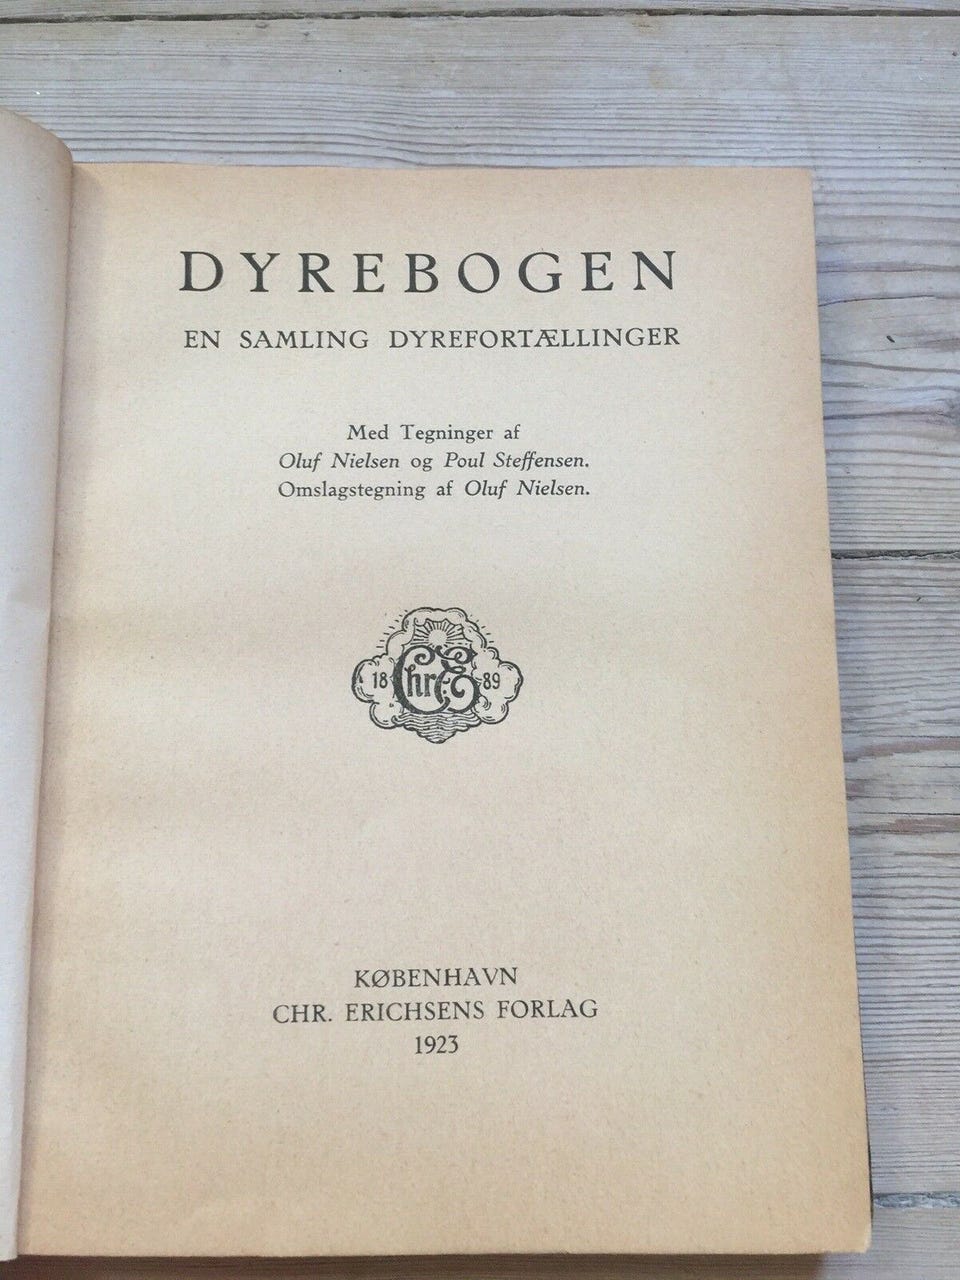 DYREBOGEN
EN SAMLING DYREFORTÆLLINGER
Med Tegninger af
Oluf Nielsen og Poul Steffensen.
Omslagstegning af Oluf Nielsen.
18 Chr. E 89
KØBENHAVN
CHR. ERICHSENS FORLAG
1923